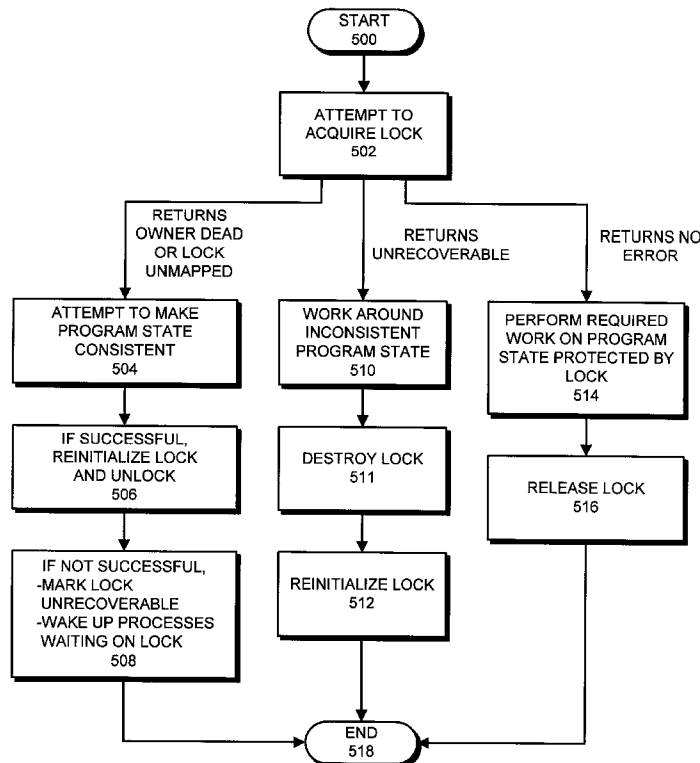 START
500
ATTEMPT TO
ACQUIRE LOCK
502
RETURNS
OWNER DEAD
OR LOCK
UNMAPPED
RETURNS
UNRECOVERABLE
RETURNS NO
ERROR
ATTEMPT TO MAKE
PROGRAM STATE
CONSISTENT
504
WORK AROUND
INCONSISTENT
PROGRAM STATE
510
PERFORM REQUIRED
WORK ON PROGRAM
STATE PROTECTED BY
LOCK
514
IF SUCCESSFUL,
REINITIALIZE LOCK
AND UNLOCK
506
DESTROY LOCK
511
RELEASE LOCK
516
IF NOT SUCCESSFUL,
-MARK LOCK
UNRECOVERABLE
-WAKE UP PROCESSES
WAITING ON LOCK
508
REINITIALIZE LOCK
512
END
518